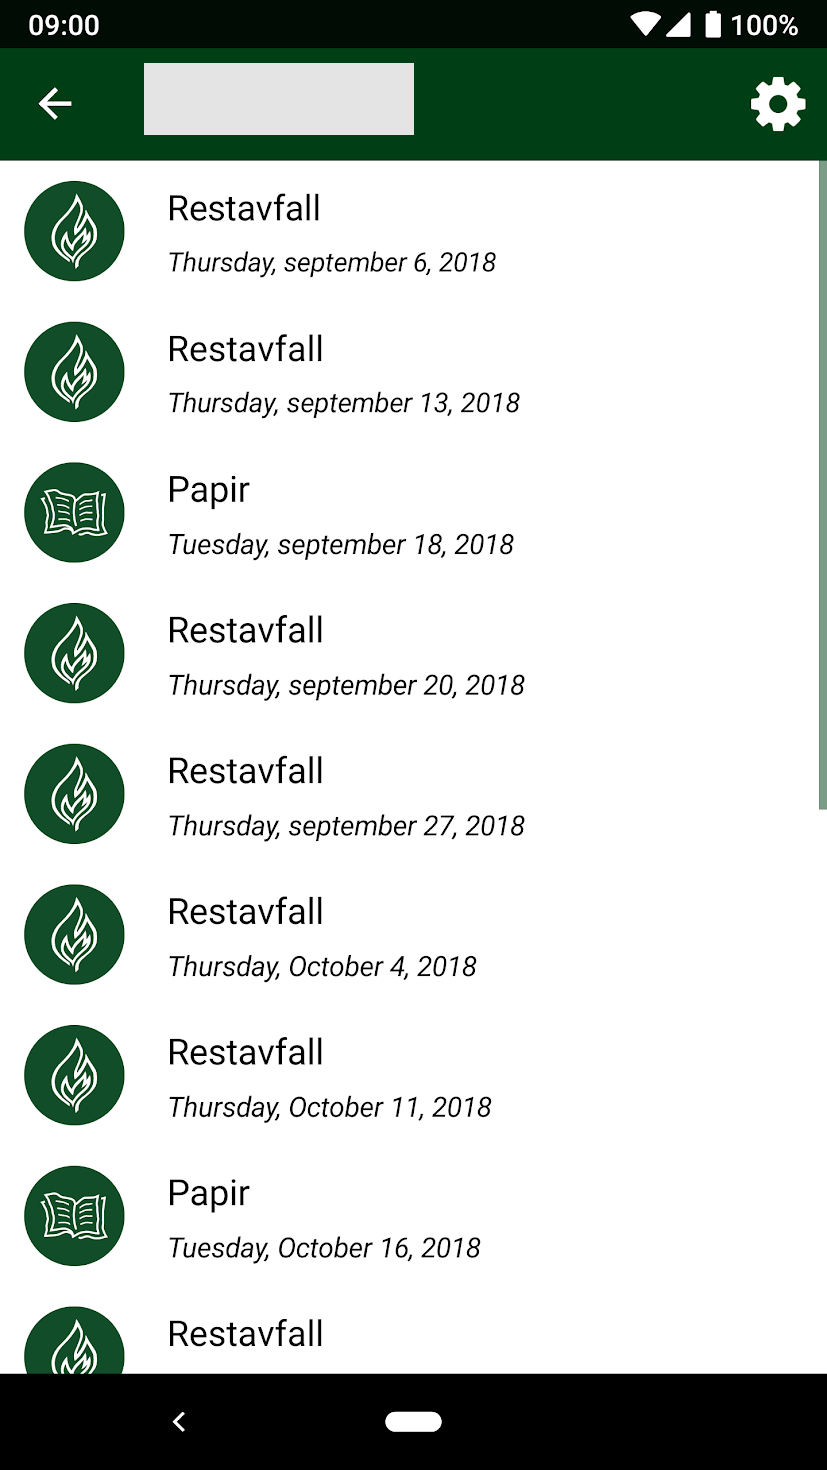 09:00 100%
Restavfall
Thursday, september 6, 2018
Restavfall
Thursday, september 13, 2018
Papir
Tuesday, september 18, 2018
Restavfall
Thursday, september 20, 2018
Restavfall
Thursday, september 27, 2018
Restavfall
Thursday, October 4, 2018
Restavfall
Thursday, October 11, 2018
Papir
Tuesday, October 16, 2018
Restavfall